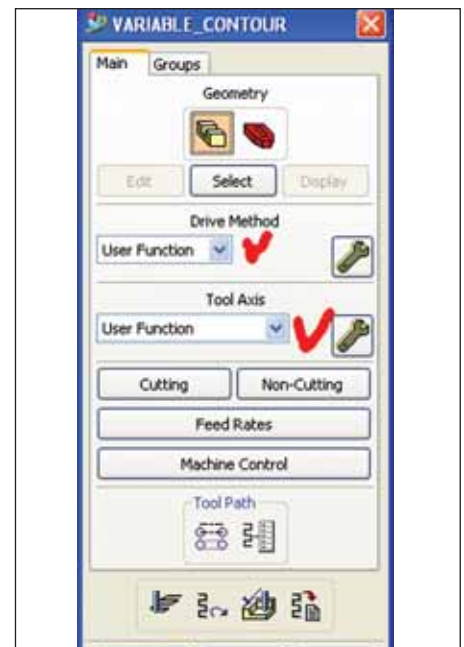 VARIABLE_CONTOUR
Main Groups
Geometry
Edit Select Display
Drive Method
User Function
Tool Axis
User Function
Cutting Non-Cutting
Feed Rates
Machine Control
Tool Path